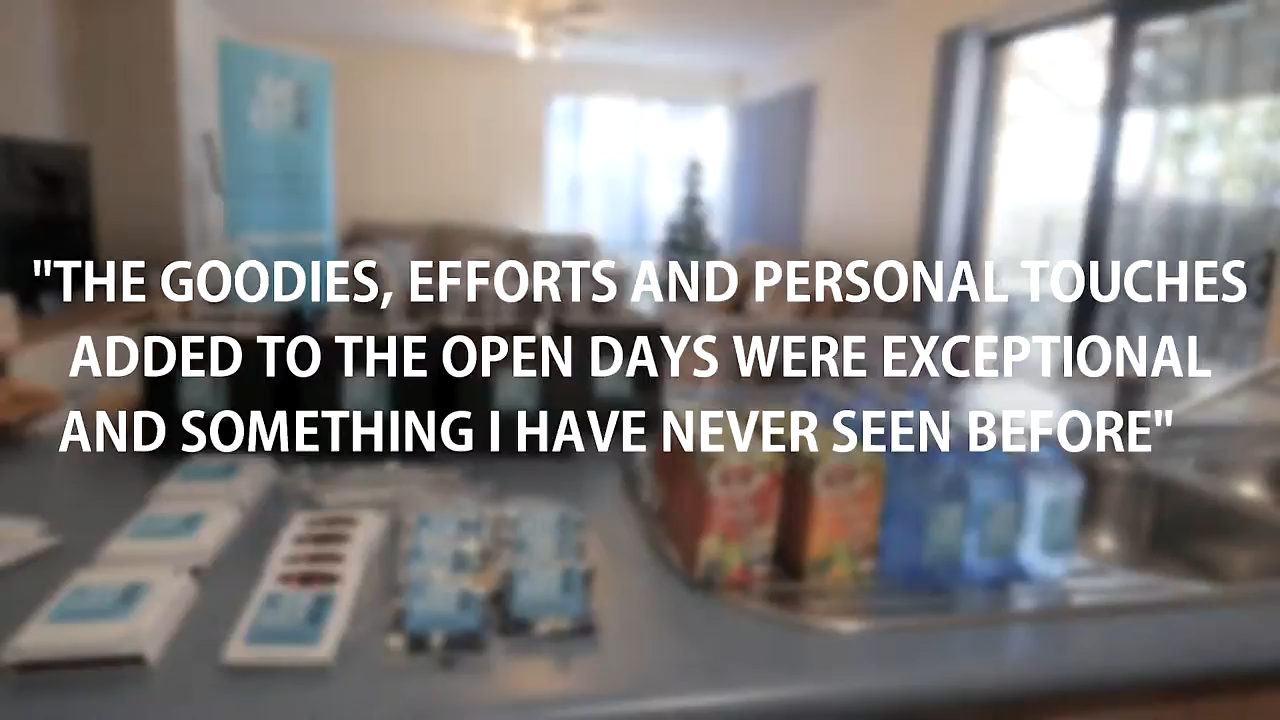 "THE GOODIES, EFFORTS AND PERSONAL TOUCHES
ADDED TO THE OPEN DAYS WERE EXCEPTIONAL
AND SOMETHING I HAVE NEVER SEEN BEFORE"